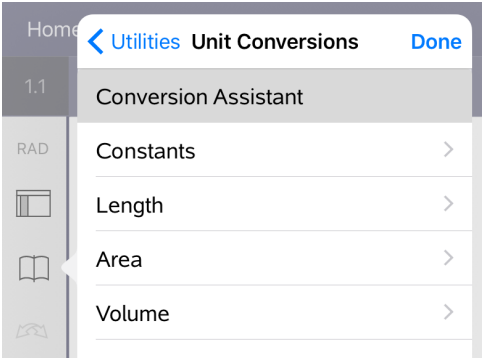 Home
Utilities Unit Conversions Done
1.1
Conversion Assistant
RAD
Constants
Length
Area
Volume